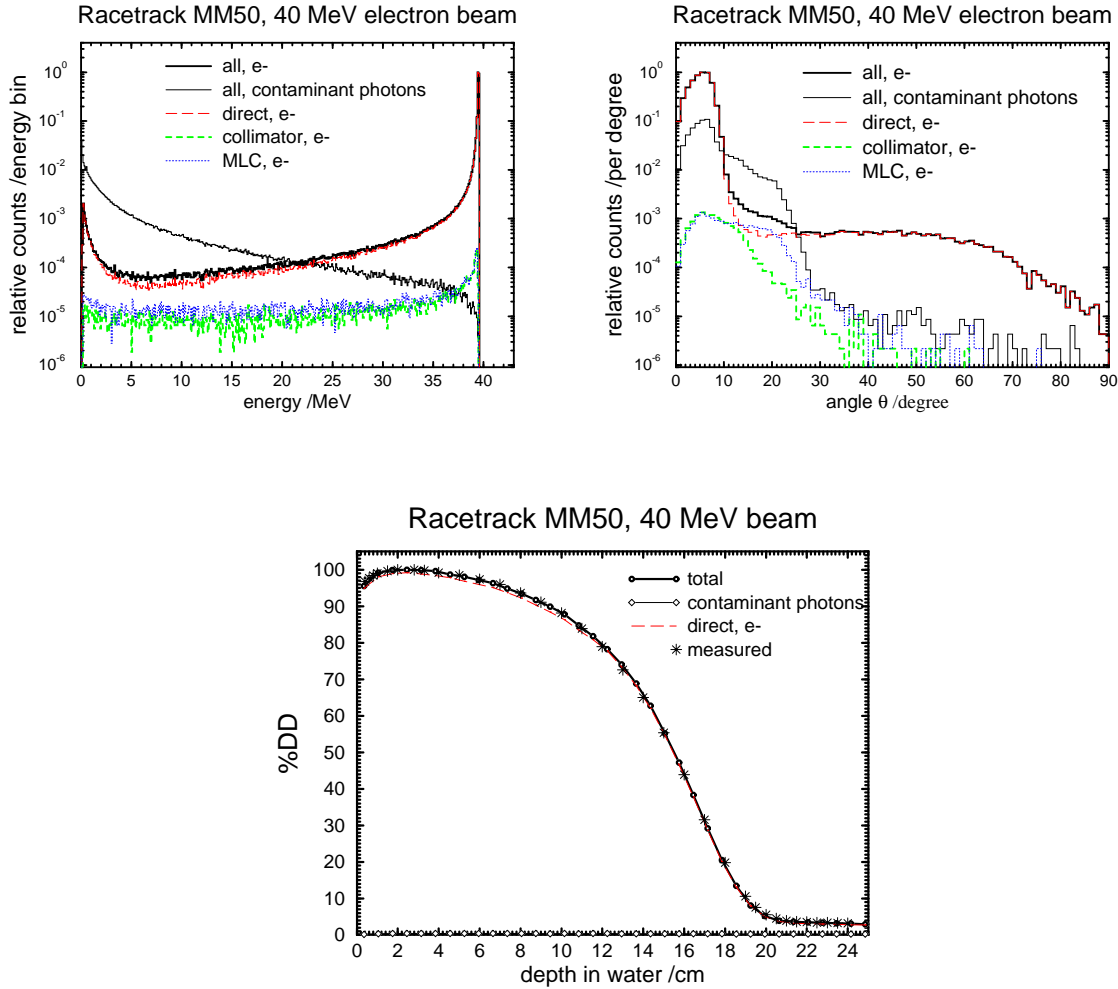 Racetrack MM50, 40 MeV electron beam
relative counts /energy bin
10^0
10^-1
10^-2
10^-3
10^-4
10^-5
10^-6
all, e-
all, contaminant photons
direct, e-
collimator, e-
MLC, e-
0 5 10 15 20 25 30 35 40
energy /MeV
Racetrack MM50, 40 MeV electron beam
relative counts /per degree
10^0
10^-1
10^-2
10^-3
10^-4
10^-5
10^-6
all, e-
all, contaminant photons
direct, e-
collimator, e-
MLC, e-
0 10 20 30 40 50 60 70 80 90
angle θ /degree
Racetrack MM50, 40 MeV beam
%DD
100
90
80
70
60
50
40
30
20
10
0
total
contaminant photons
direct, e-
measured
0 2 4 6 8 10 12 14 16 18 20 22 24
depth in water /cm